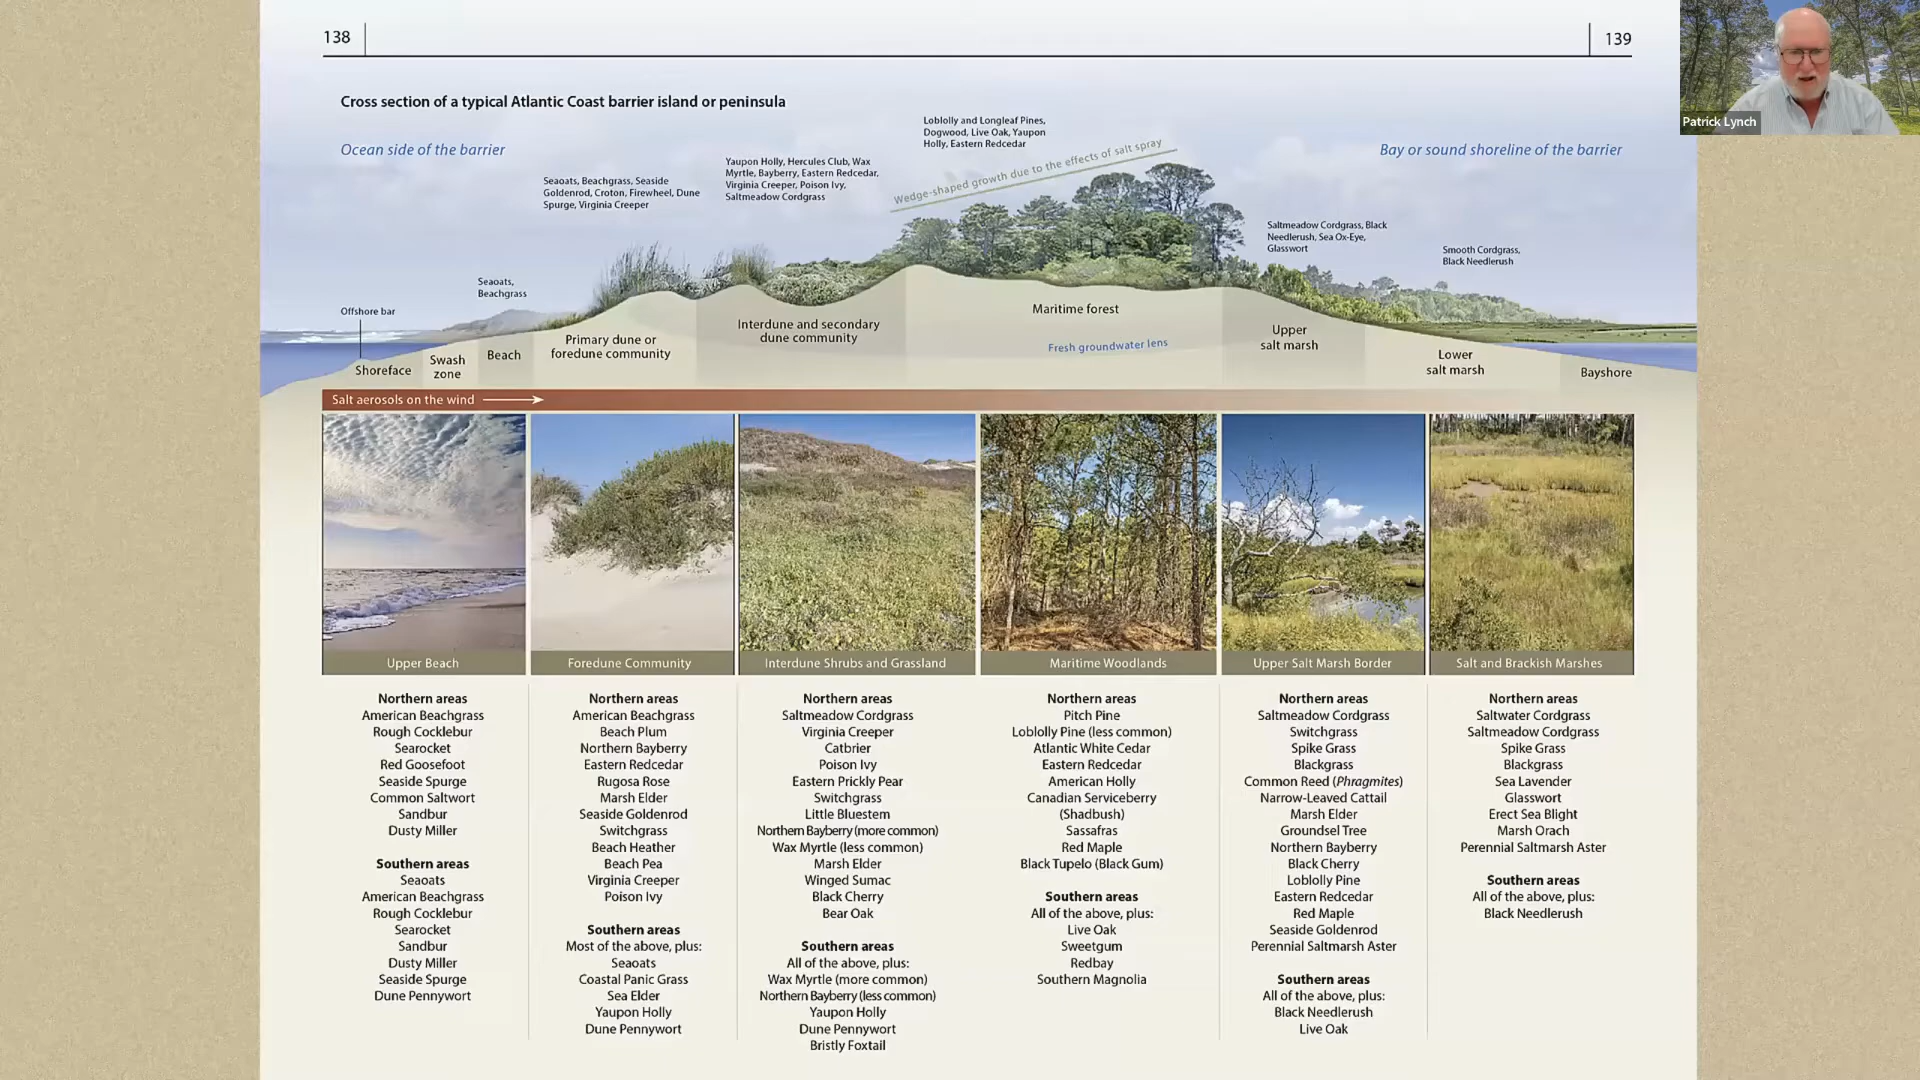 138
139
Patrick Lynch
Cross section of a typical Atlantic Coast barrier island or peninsula
Ocean side of the barrier
Bay or sound shoreline of the barrier
Loblolly and Longleaf Pines,
Dogwood, Live Oak, Yaupon
Holly, Eastern Redcedar
Wedge-shaped growth due to the effects of salt spray
Yaupon Holly, Hercules Club, Wax
Myrtle, Bayberry, Eastern Redcedar,
Virginia Creeper, Poison Ivy,
Saltmeadow Cordgrass
Seaoats, Beachgrass, Seaside
Goldenrod, Croton, Firewheel, Dune
Spurge, Virginia Creeper
Saltmeadow Cordgrass, Black
Needlerush, Sea Ox-Eye,
Glasswort
Smooth Cordgrass,
Black Needlerush
Seaoats,
Beachgrass
Offshore bar
Shoreface
Swash
zone
Beach
Primary dune or
foredune community
Interdune and secondary
dune community
Maritime forest
Fresh groundwater lens
Upper
salt marsh
Lower
salt marsh
Bayshore
Salt aerosols on the wind
Upper Beach
Northern areas
American Beachgrass
Rough Cocklebur
Searocket
Red Goosefoot
Seaside Spurge
Common Saltwort
Sandbur
Dusty Miller
Southern areas
Seaoats
American Beachgrass
Rough Cocklebur
Searocket
Sandbur
Dusty Miller
Seaside Spurge
Dune Pennywort
Foredune Community
Northern areas
American Beachgrass
Beach Plum
Northern Bayberry
Eastern Redcedar
Rugosa Rose
Marsh Elder
Seaside Goldenrod
Switchgrass
Beach Heather
Beach Pea
Virginia Creeper
Poison Ivy
Southern areas
Most of the above, plus:
Seaoats
Coastal Panic Grass
Sea Elder
Yaupon Holly
Dune Pennywort
Interdune Shrubs and Grassland
Northern areas
Saltmeadow Cordgrass
Virginia Creeper
Catbrier
Poison Ivy
Eastern Prickly Pear
Switchgrass
Little Bluestem
Northern Bayberry (more common)
Wax Myrtle (less common)
Marsh Elder
Winged Sumac
Black Cherry
Bear Oak
Southern areas
All of the above, plus:
Wax Myrtle (more common)
Northern Bayberry (less common)
Yaupon Holly
Dune Pennywort
Bristly Foxtail
Maritime Woodlands
Northern areas
Pitch Pine
Loblolly Pine (less common)
Atlantic White Cedar
Eastern Redcedar
American Holly
Canadian Serviceberry
(Shadbush)
Sassafras
Red Maple
Black Tupelo (Black Gum)
Southern areas
All of the above, plus:
Live Oak
Sweetgum
Redbay
Southern Magnolia
Upper Salt Marsh Border
Northern areas
Saltmeadow Cordgrass
Switchgrass
Spike Grass
Blackgrass
Common Reed (Phragmites)
Narrow-Leaved Cattail
Marsh Elder
Groundsel Tree
Northern Bayberry
Black Cherry
Loblolly Pine
Eastern Redcedar
Red Maple
Seaside Goldenrod
Perennial Saltmarsh Aster
Southern areas
All of the above, plus:
Black Needlerush
Live Oak
Salt and Brackish Marshes
Northern areas
Saltwater Cordgrass
Saltmeadow Cordgrass
Spike Grass
Blackgrass
Sea Lavender
Glasswort
Erect Sea Blight
Marsh Orach
Perennial Saltmarsh Aster
Southern areas
All of the above, plus:
Black Needlerush